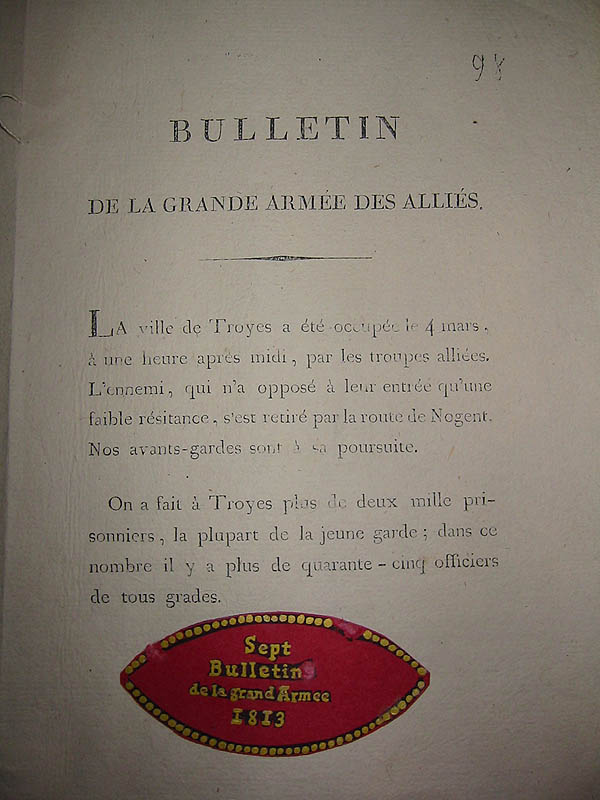 98
BULLETIN
DE LA GRANDE ARMÉE DES ALLIÉS.
LA ville de Troyes a été occupée le 4 mars,
à une heure après midi, par les troupes alliées.
L'ennemi, qui n'a opposé à leur entrée qu'une
faible résitance, s'est retiré par la route de Nogent.
Nos avants-gardes sont à sa poursuite.
On a fait à Troyes plus de deux mille pri-
sonniers, la plupart de la jeune garde; dans ce
nombre il y a plus de quarante-cinq officiers
de tous grades.
Sept
Bulletins
de la grand Armee
1813